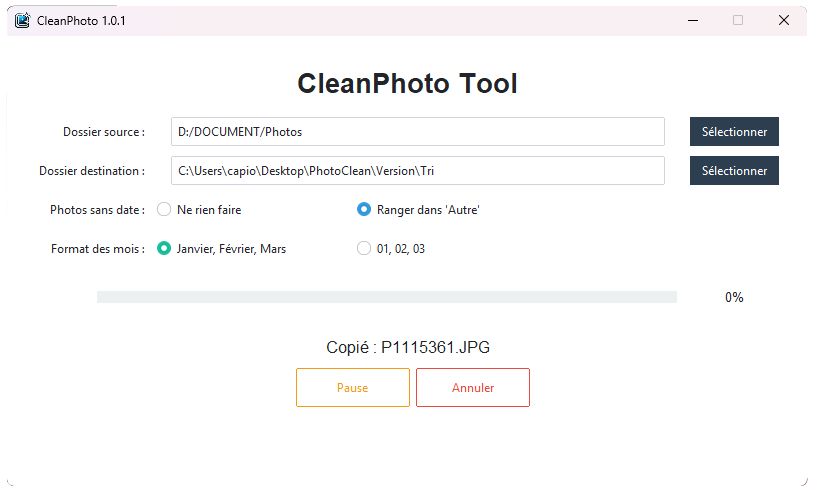 CleanPhoto 1.0.1
CleanPhoto Tool
Dossier source : D:/DOCUMENT/Photos Sélectionner
Dossier destination : C:\Users\capio\Desktop\PhotoClean\Version\Tri Sélectionner
Photos sans date : Ne rien faire Ranger dans 'Autre'
Format des mois : Janvier, Février, Mars 01, 02, 03
0%
Copié : P1115361.JPG
Pause Annuler